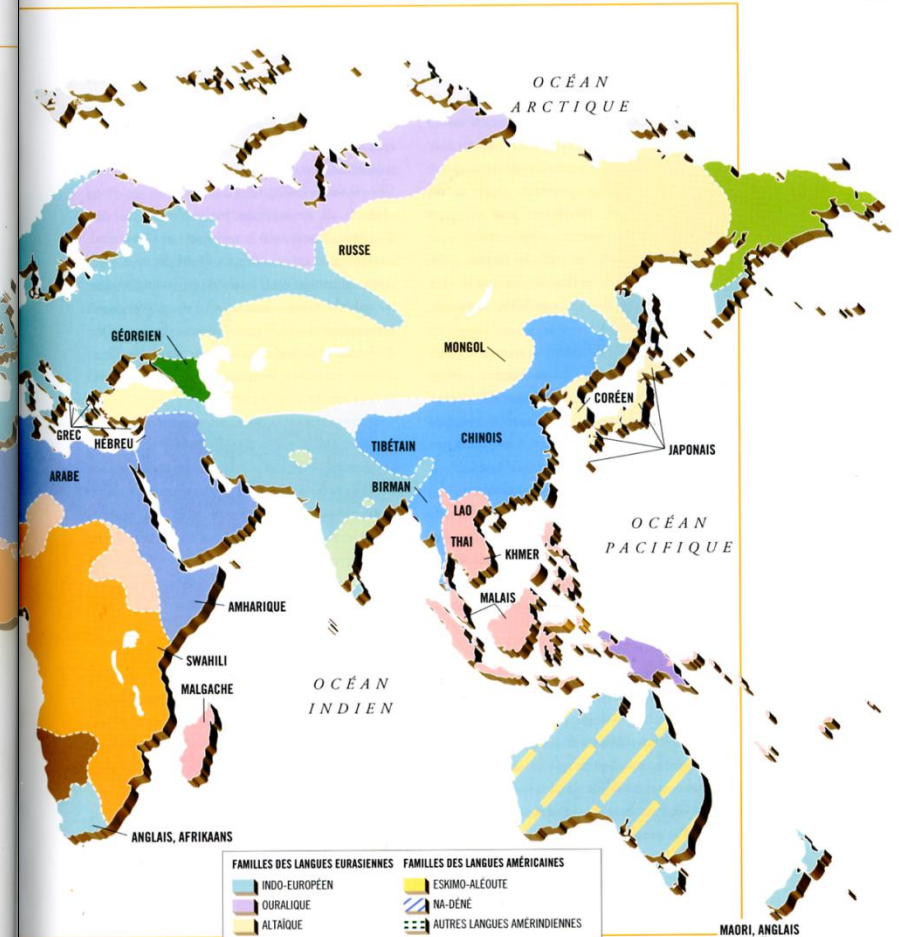 OCÉAN
ARCTIQUE
RUSSE
GÉORGIEN
MONGOL
CORÉEN
GREC
HÉBREU
TIBÉTAIN
CHINOIS
JAPONAIS
ARABE
BIRMAN
LAO
THAI
OCÉAN
PACIFIQUE
KHMER
MALAIS
AMHARIQUE
SWAHILI
MALGACHE
OCÉAN
INDIEN
ANGLAIS, AFRIKAANS
FAMILLES DES LANGUES EURASIENNES
INDO-EUROPÉEN
OURALIQUE
ALTAÏQUE
FAMILLES DES LANGUES AMÉRICAINES
ESKIMO-ALÉOUTE
NA-DÉNÉ
AUTRES LANGUES AMÉRINDIENNES
MAORI, ANGLAIS